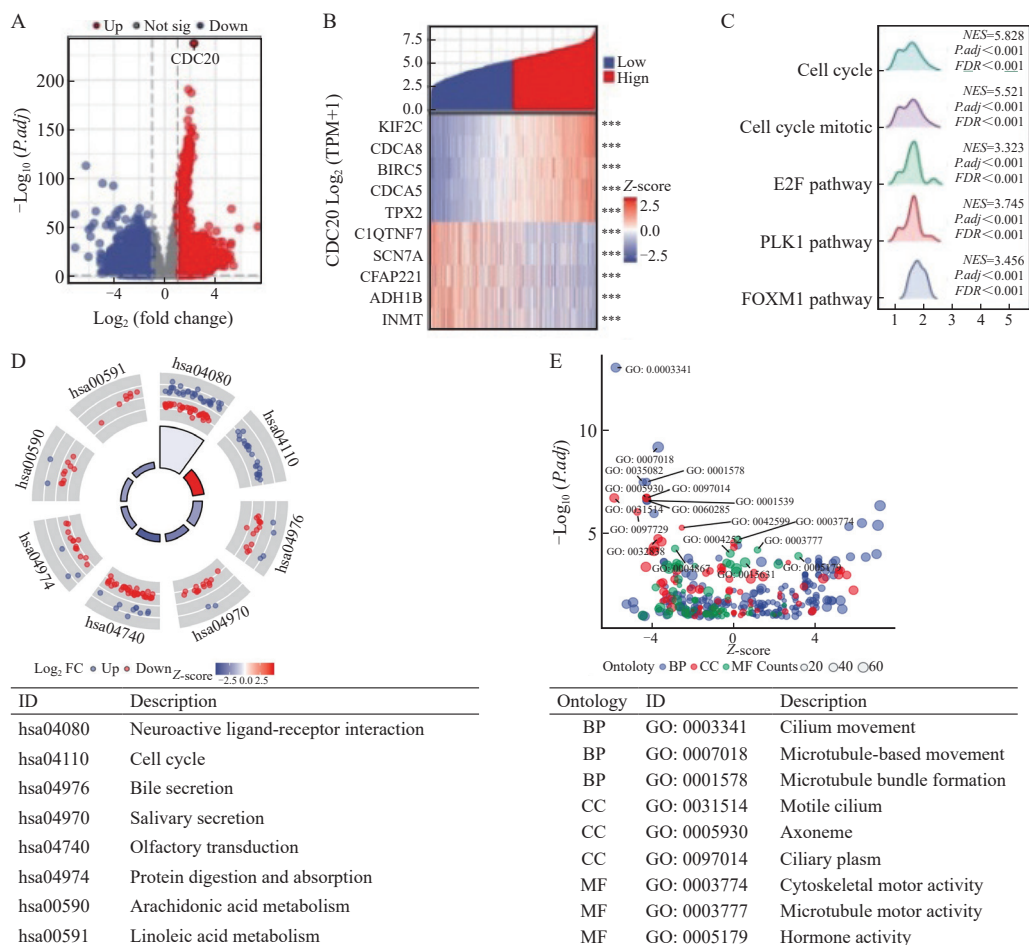 A
Up Not sig Down
CDC20
200
150
100
50
0
−4 0 4
−Log10 (P.adj)
Log2 (fold change)
B
7.5
5.0
2.5
0.0
Low
Hign
CDC20 Log2 (TPM+1)
KIF2C ***
CDCA8 ***
BIRC5 ***
CDCA5 ***
TPX2 ***
C1QTNF7 ***
SCN7A ***
CFAP221 ***
ADH1B ***
INMT ***
Z-score
2.5
0.0
−2.5
C
Cell cycle
NES=5.828
P.adj<0.001
FDR<0.001
Cell cycle mitotic
NES=5.521
P.adj<0.001
FDR<0.001
E2F pathway
NES=3.323
P.adj<0.001
FDR<0.001
PLK1 pathway
NES=3.745
P.adj<0.001
FDR<0.001
FOXM1 pathway
NES=3.456
P.adj<0.001
FDR<0.001
1 2 3 4 5
D
hsa04080
hsa04110
hsa04976
hsa04970
hsa04740
hsa04974
hsa00590
hsa00591
Log2 FC Up Down Z-score
−2.5 0.0 2.5
ID Description
hsa04080 Neuroactive ligand-receptor interaction
hsa04110 Cell cycle
hsa04976 Bile secretion
hsa04970 Salivary secretion
hsa04740 Olfactory transduction
hsa04974 Protein digestion and absorption
hsa00590 Arachidonic acid metabolism
hsa00591 Linoleic acid metabolism
E
−Log10 (P.adj)
10
5
GO: 0.0003341
GO: 0007018
GO: 0035082
GO: 0001578
GO: 0005930
GO: 0097014
GO: 0001539
GO: 0031514
GO: 0060285
GO: 0097729
GO: 0042599
GO: 0003774
GO: 0004252
GO: 0003777
GO: 0032838
GO: 0004867
GO: 0015631
GO: 0005179
−4 0 4
Z-score
Ontoloty BP CC MF Counts 20 40 60
Ontology ID Description
BP GO: 0003341 Cilium movement
BP GO: 0007018 Microtubule-based movement
BP GO: 0001578 Microtubule bundle formation
CC GO: 0031514 Motile cilium
CC GO: 0005930 Axoneme
CC GO: 0097014 Ciliary plasm
MF GO: 0003774 Cytoskeletal motor activity
MF GO: 0003777 Microtubule motor activity
MF GO: 0005179 Hormone activity